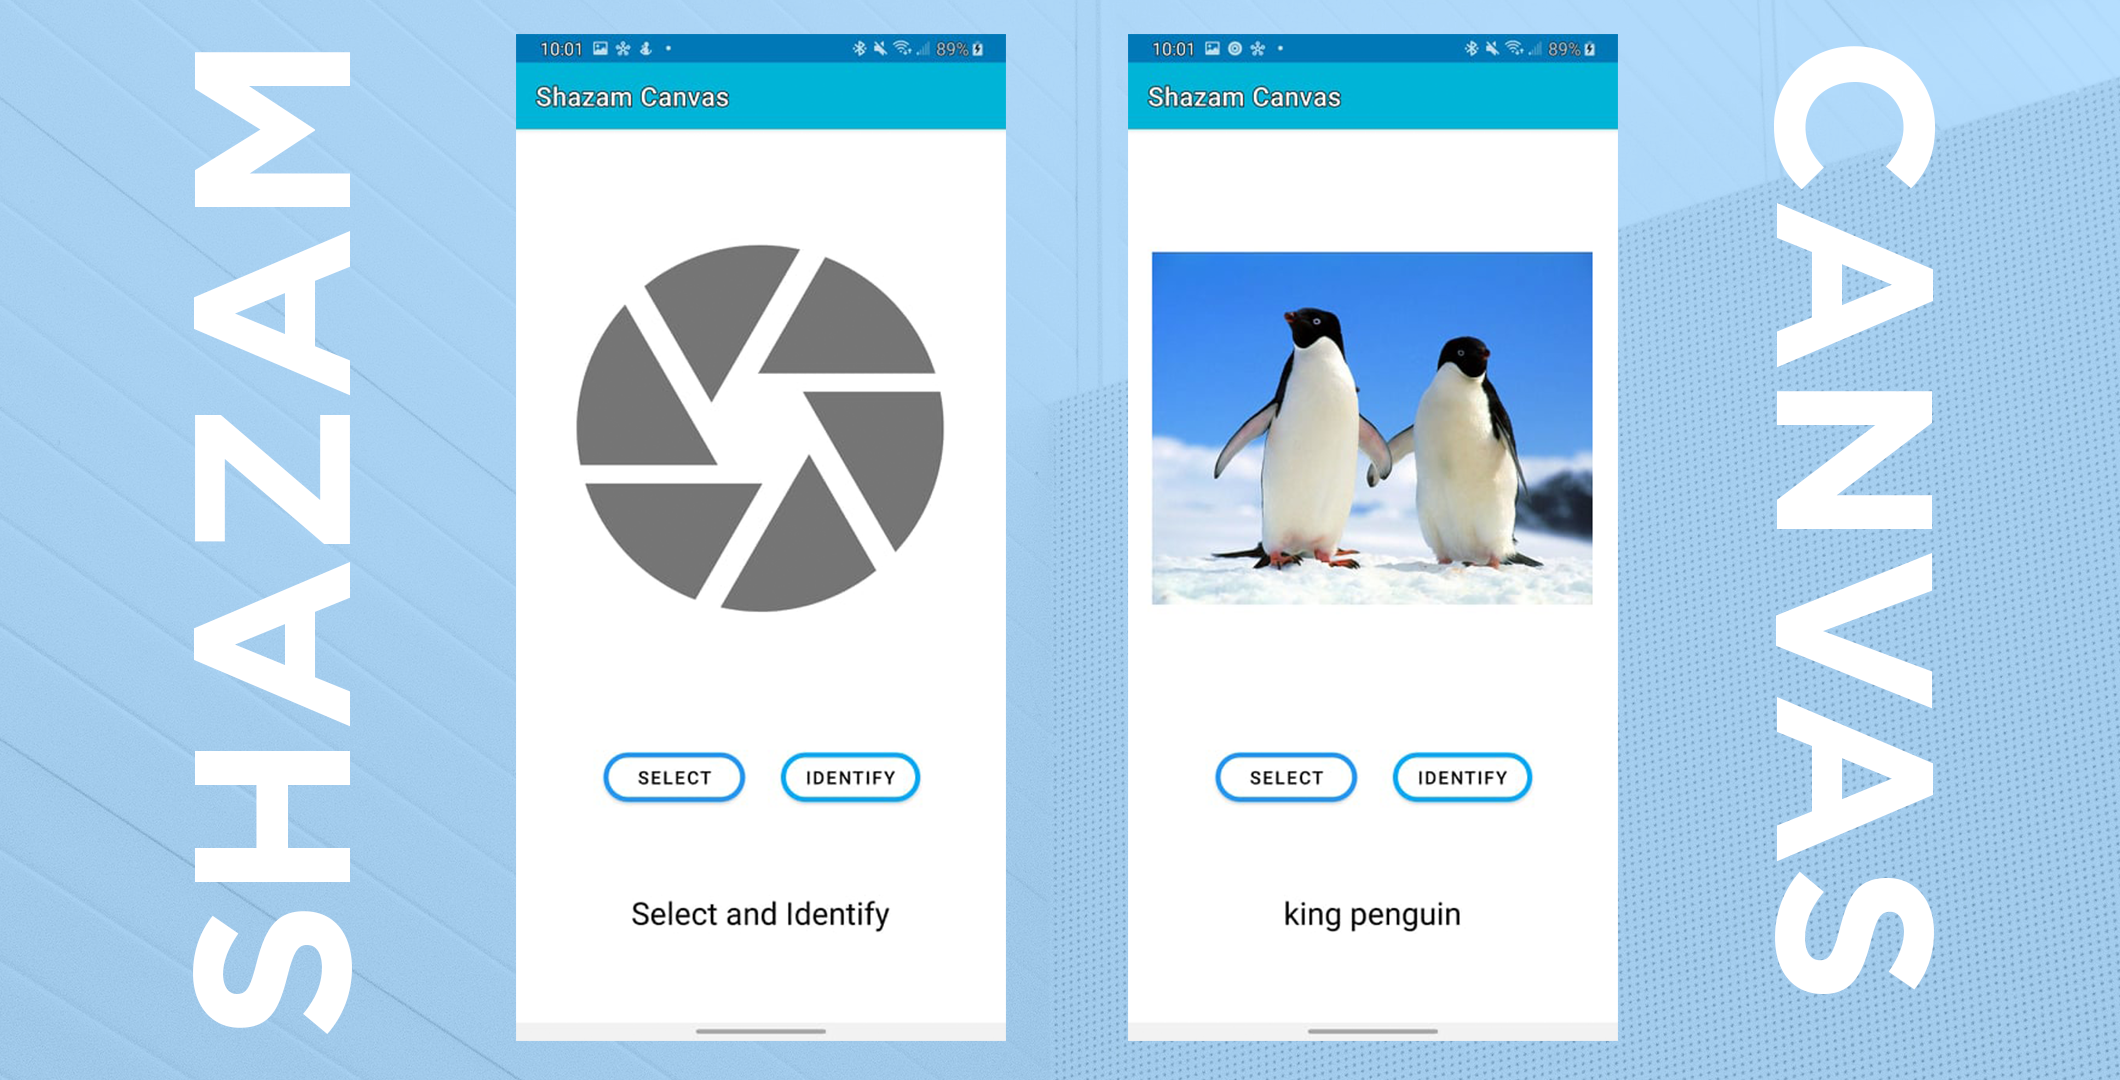 SHAZAM
10:01
89%
Shazam Canvas
SELECT
IDENTIFY
Select and Identify
10:01
89%
Shazam Canvas
SELECT
IDENTIFY
king penguin
CANVAS